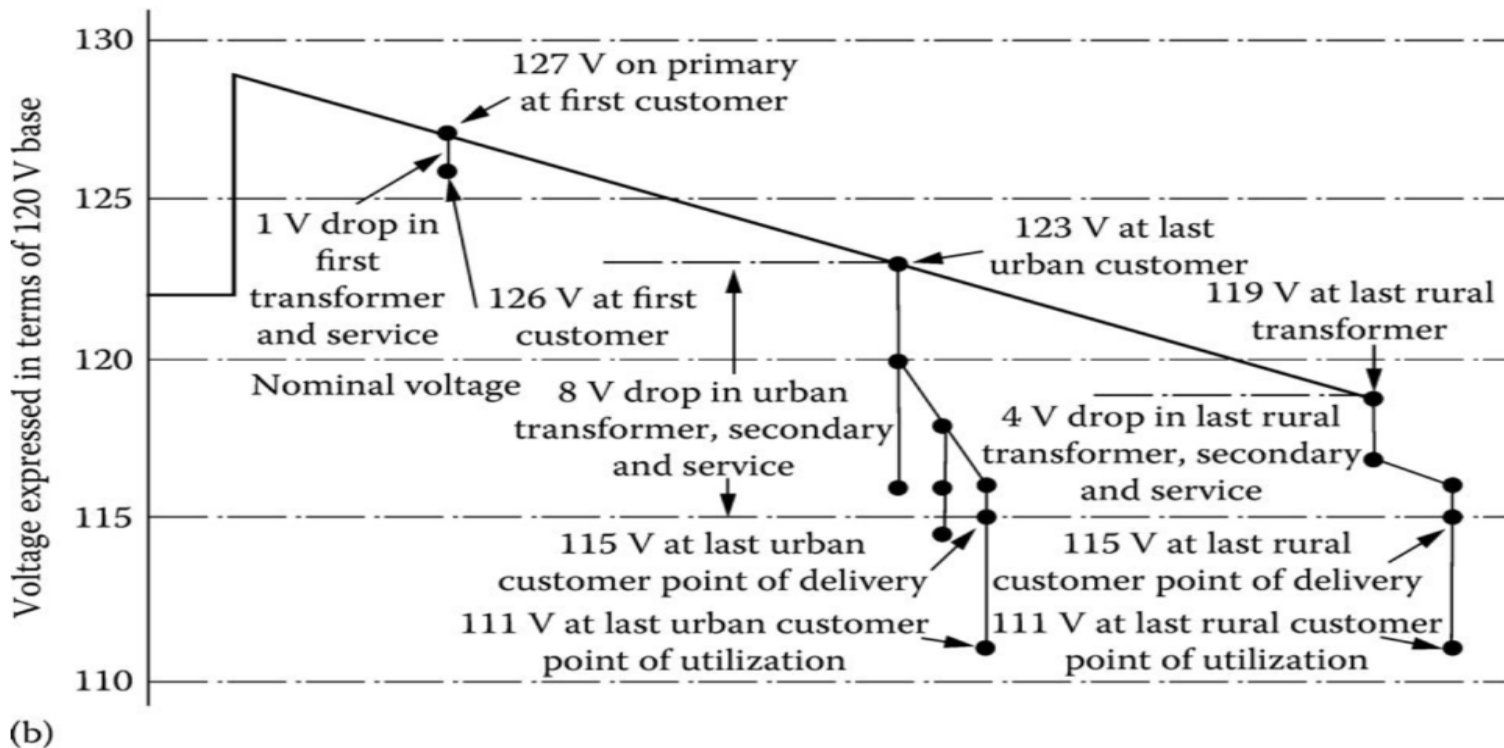 Voltage expressed in terms of 120 V base
130
125
120
115
110
127 V on primary
at first customer
1 V drop in
first
transformer
and service
126 V at first
customer
Nominal voltage
123 V at last
urban customer
8 V drop in urban
transformer, secondary
and service
119 V at last rural
transformer
4 V drop in last rural
transformer, secondary
and service
115 V at last urban
customer point of delivery
111 V at last urban customer
point of utilization
115 V at last rural
customer point of delivery
111 V at last rural customer
point of utilization
(b)